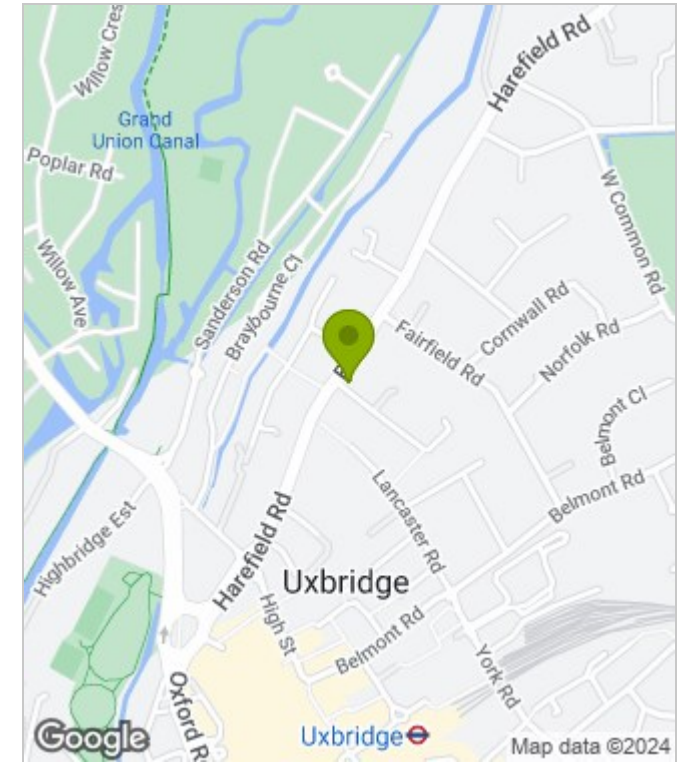 Willow Cres
Harefield Rd
Grand
Union Canal
Poplar Rd
W Common Rd
Willow Ave
Sanderson Rd
Braybourne Cl
Cornwall Rd
Fairfield Rd
Norfolk Rd
Belmont Cl
Belmont Rd
Lancaster Rd
Harefield Rd
Highbridge Est
Uxbridge
High St
Belmont Rd
York Rd
Oxford R
Uxbridge
Google
Map data ©2024